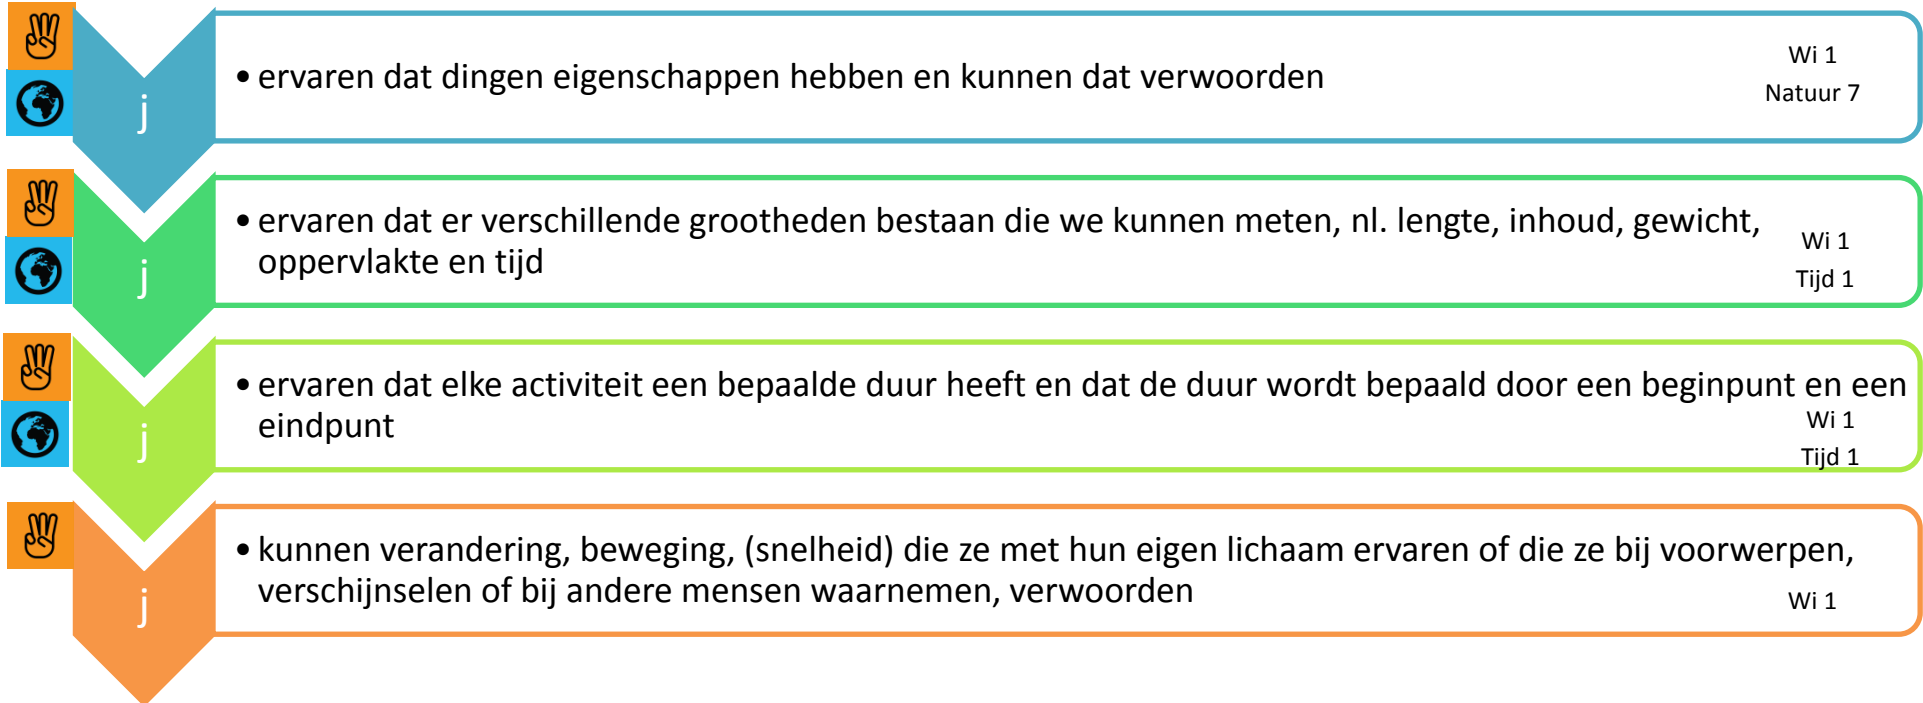 j
• ervaren dat dingen eigenschappen hebben en kunnen dat verwoorden
Wi 1
Natuur 7
j
• ervaren dat er verschillende grootheden bestaan die we kunnen meten, nl. lengte, inhoud, gewicht,
oppervlakte en tijd
Wi 1
Tijd 1
j
• ervaren dat elke activiteit een bepaalde duur heeft en dat de duur wordt bepaald door een beginpunt en een
eindpunt
Wi 1
Tijd 1
j
• kunnen verandering, beweging, (snelheid) die ze met hun eigen lichaam ervaren of die ze bij voorwerpen,
verschijnselen of bij andere mensen waarnemen, verwoorden
Wi 1